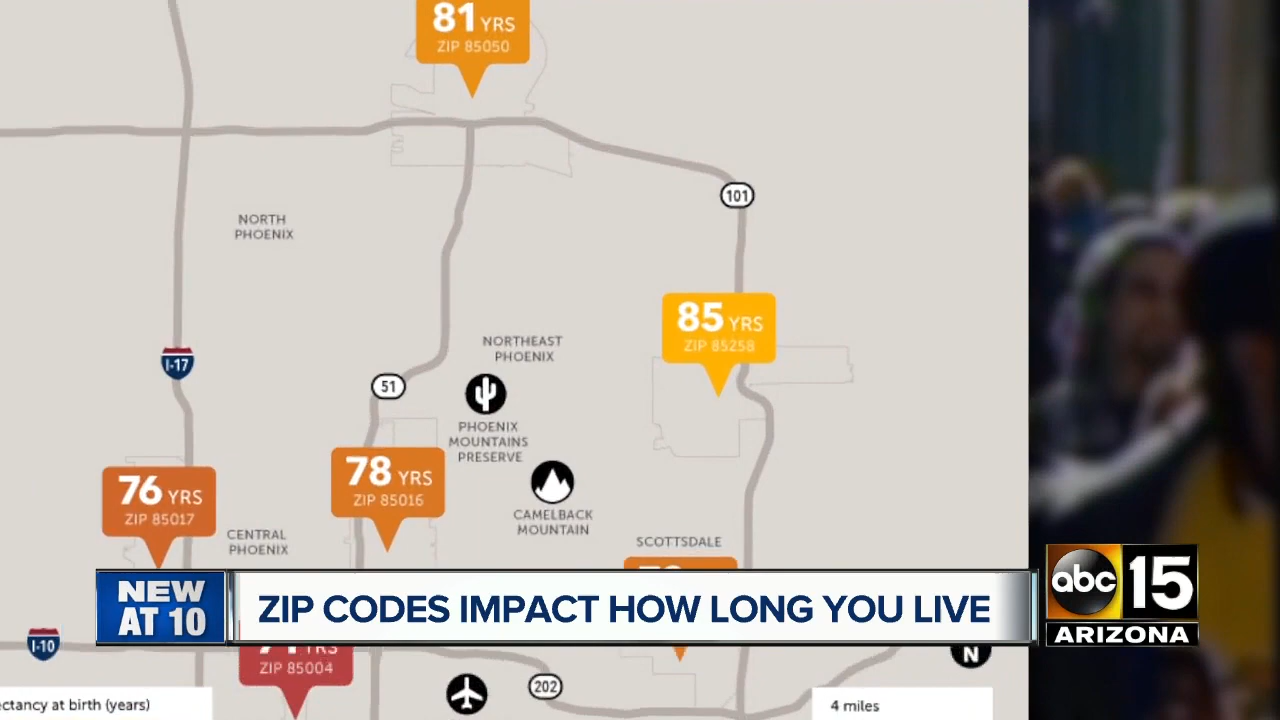 81 YRS
ZIP 85050
101
NORTH
PHOENIX
85 YRS
ZIP 85258
NORTHEAST
PHOENIX
I-17
51
PHOENIX
MOUNTAINS
PRESERVE
78 YRS
ZIP 85016
76 YRS
ZIP 85017
CAMELBACK
MOUNTAIN
CENTRAL
PHOENIX
SCOTTSDALE
NEW
AT 10
ZIP CODES IMPACT HOW LONG YOU LIVE
abc 15
ARIZONA
I-10
YRS
ZIP 85004
N
202
ectancy at birth (years)
4 miles